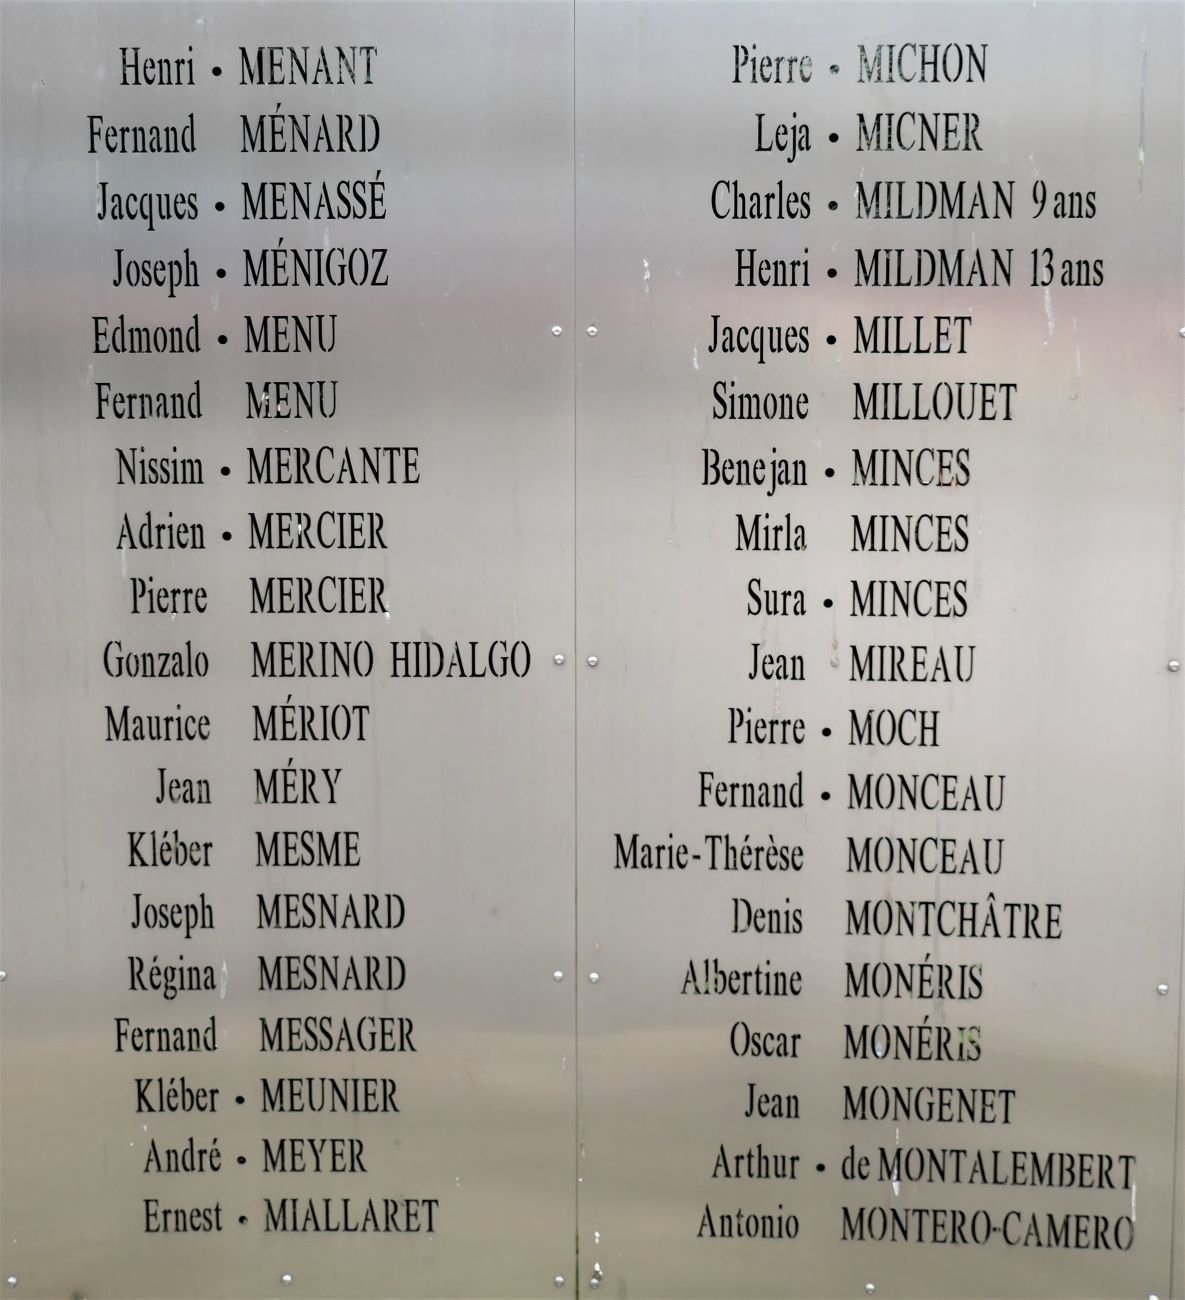 Henri • MENANT
Fernand MÉNARD
Jacques • MENASSÉ
Joseph • MÉNIGOZ
Edmond • MENU
Fernand MENU
Nissim • MERCANTE
Adrien • MERCIER
Pierre MERCIER
Gonzalo MERINO HIDALGO
Maurice MÉRIOT
Jean MÉRY
Kléber MESME
Joseph MESNARD
Régina MESNARD
Fernand MESSAGER
Kléber • MEUNIER
André • MEYER
Ernest • MIALLARET
Pierre • MICHON
Leja • MICNER
Charles • MILDMAN 9 ans
Henri • MILDMAN 13 ans
Jacques • MILLET
Simone MILLOUET
Benejan • MINCES
Mirla MINCES
Sura • MINCES
Jean MIREAU
Pierre • MOCH
Fernand • MONCEAU
Marie-Thérèse MONCEAU
Denis MONTCHÂTRE
Albertine MONÉRIS
Oscar MONÉRIS
Jean MONGENET
Arthur • de MONTALEMBERT
Antonio MONTERO-CAMERO